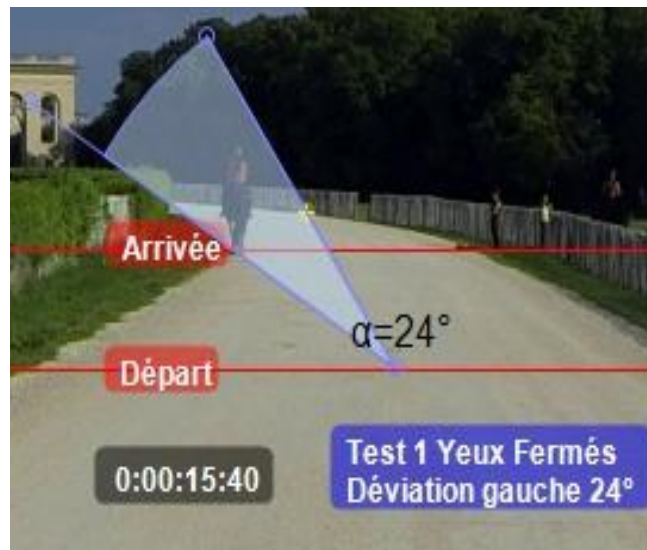 Arrivée
α=24°
Départ
0:00:15:40
Test 1 Yeux Fermés
Déviation gauche 24°